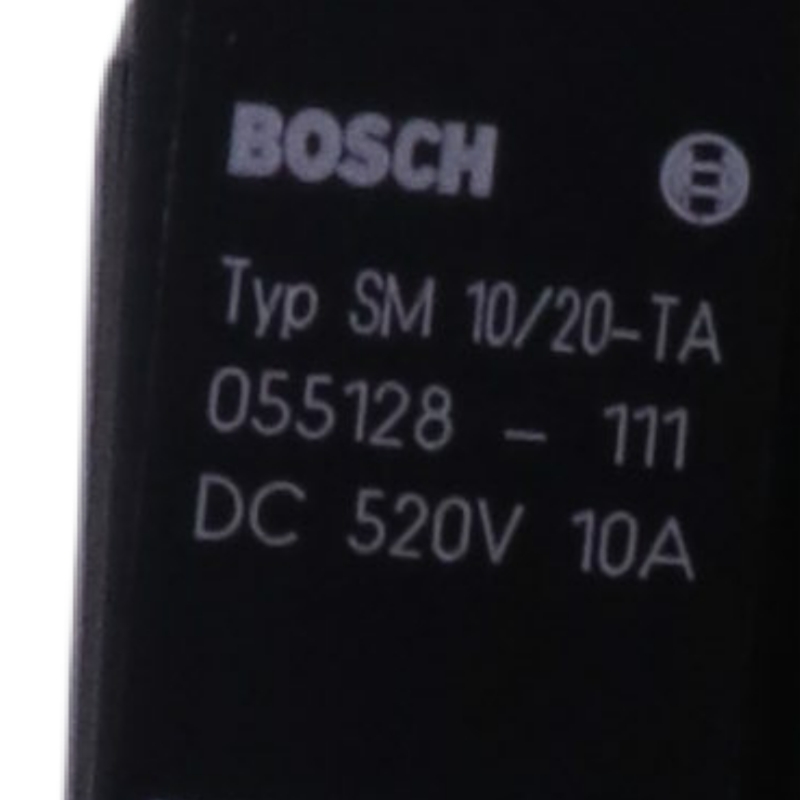 BOSCH
Typ SM 10/20-TA
055128 - 111
DC 520V 10A